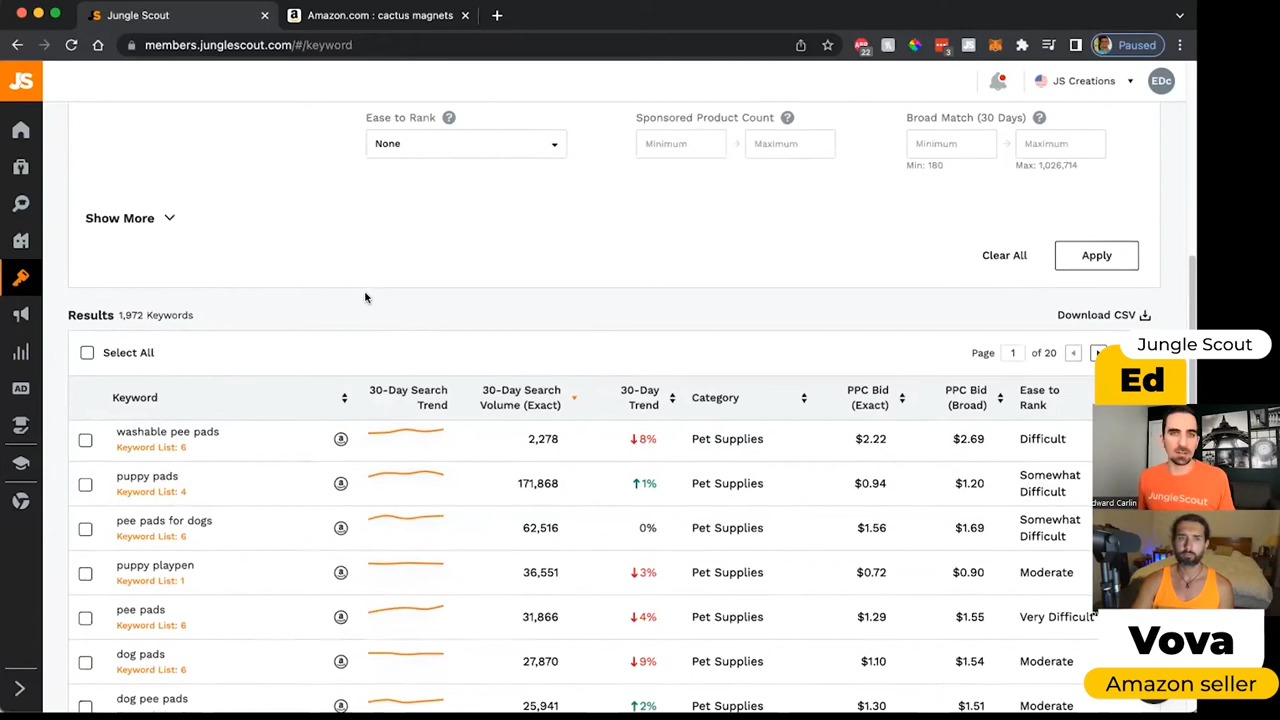 Jungle Scout
Amazon.com : cactus magnets
members.junglescout.com/#/keyword
22
3
Paused
JS
JS Creations
EDc
Ease to Rank
Sponsored Product Count
Broad Match (30 Days)
None
Minimum
Maximum
Minimum
Maximum
Min: 180
Max: 1,026,714
Show More
Clear All
Apply
Results 1,972 Keywords
Download CSV
Select All
Page 1 of 20
Keyword
30-Day Search Trend
30-Day Search Volume (Exact)
30-Day Trend
Category
PPC Bid (Exact)
PPC Bid (Broad)
Ease to Rank
washable pee pads
Keyword List: 6
2,278
8%
Pet Supplies
$2.22
$2.69
Difficult
puppy pads
Keyword List: 4
171,868
1%
Pet Supplies
$0.94
$1.20
Somewhat Difficult
pee pads for dogs
Keyword List: 6
62,516
0%
Pet Supplies
$1.56
$1.69
Somewhat Difficult
puppy playpen
Keyword List: 1
36,551
3%
Pet Supplies
$0.72
$0.90
Moderate
pee pads
Keyword List: 6
31,866
4%
Pet Supplies
$1.29
$1.55
Very Difficult
dog pads
Keyword List: 6
27,870
9%
Pet Supplies
$1.10
$1.54
Moderate
dog pee pads
25,941
2%
Pet Supplies
$1.30
$1.51
Moderate
AD
Jungle Scout
Ed
JungleScout
dward Carlin
Vova
Amazon seller